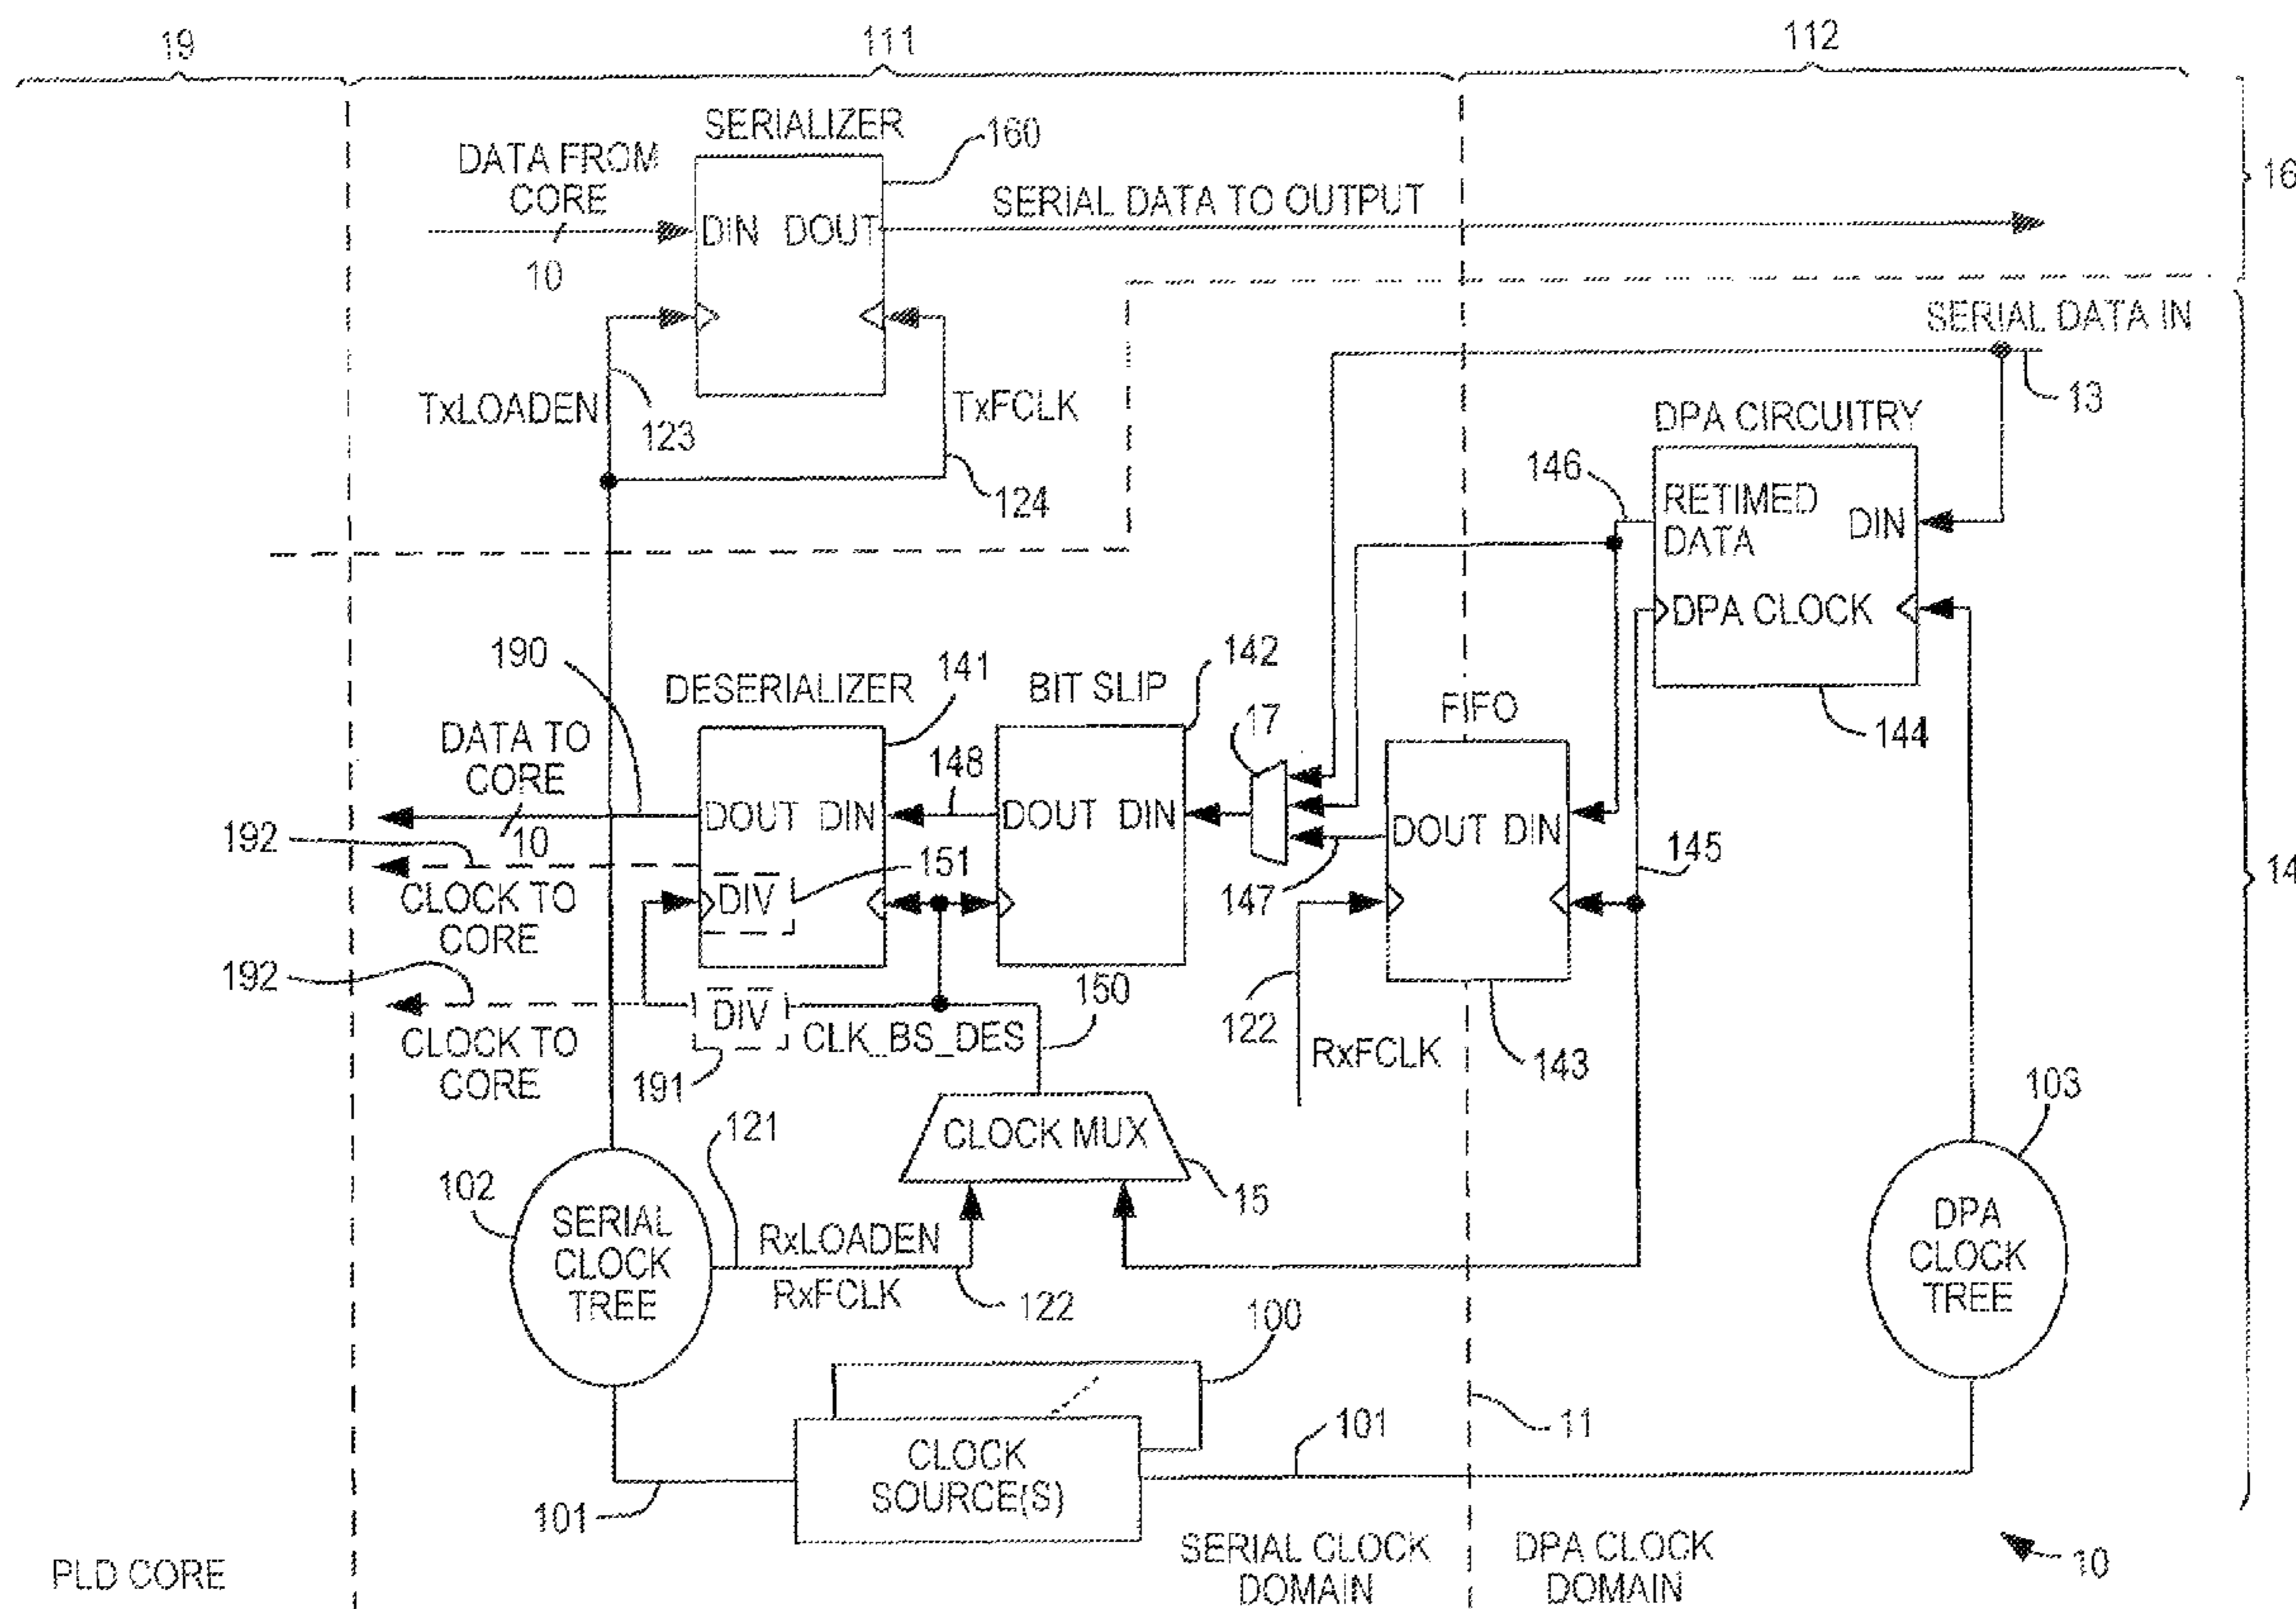 19
111
112
SERIALIZER
160
DATA FROM
CORE
SERIAL DATA TO OUTPUT
16
DIN DOUT
10
SERIAL DATA IN
TxLOADEN
123
TxFCLK
13
DPA CIRCUITRY
124
146
RETIMED
DATA
DIN
DPA CLOCK
190
DESERIALIZER
141
BIT SLIP
142
17
FIFO
144
DATA TO
CORE
148
DOUT DIN
DOUT DIN
DOUT DIN
192
10
151
147
145
14
CLOCK TO
CORE
DIV
192
150
122
CLOCK TO
CORE
DIV
CLK_BS_DES
RxFCLK
143
191
103
121
CLOCK MUX
102
15
SERIAL
CLOCK
TREE
RxLOADEN
RxFCLK
122
DPA
CLOCK
TREE
100
CLOCK
SOURCE(S)
101
11
101
PLD CORE
SERIAL CLOCK
DOMAIN
DPA CLOCK
DOMAIN
10